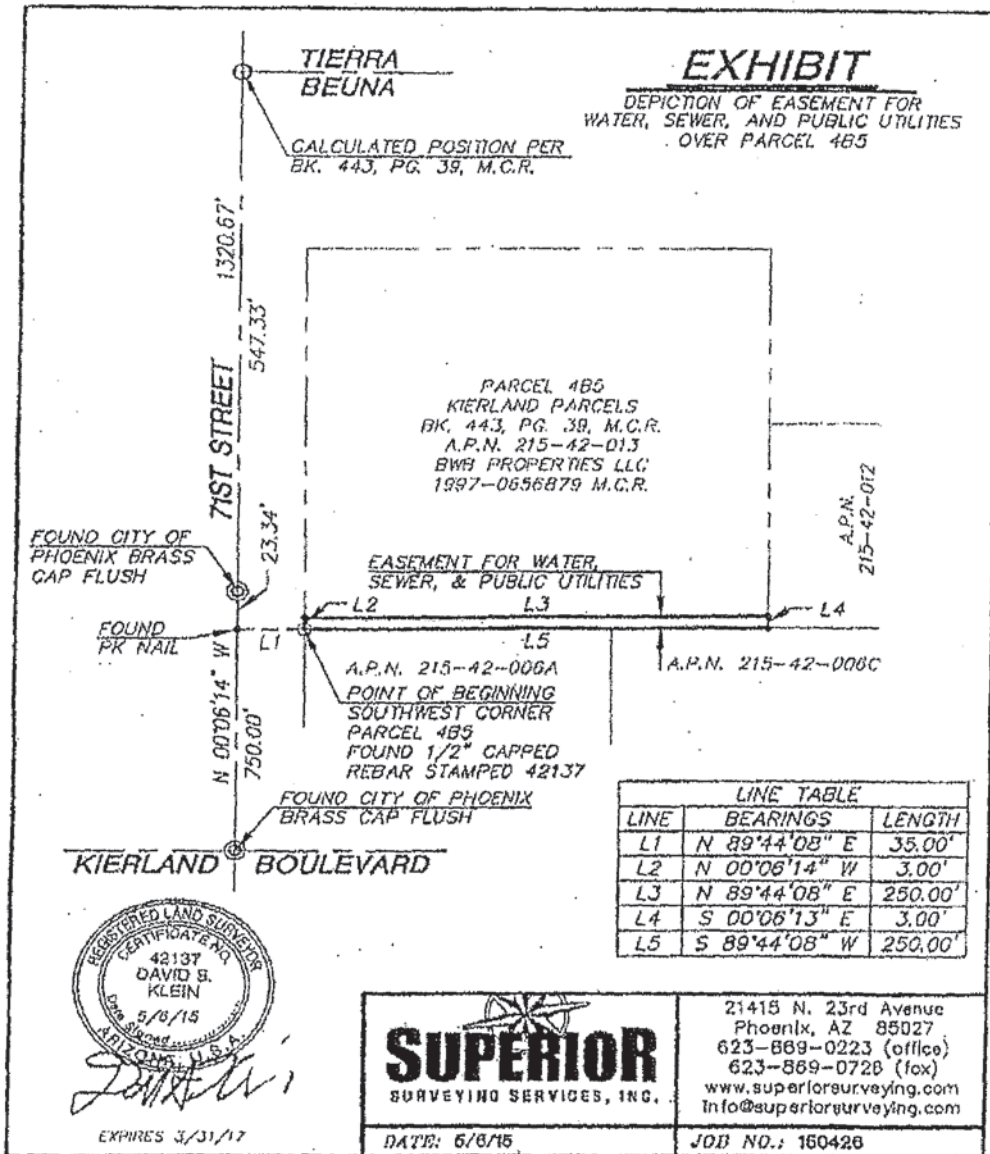 TIERRA
BEUNA
EXHIBIT
DEPICTION OF EASEMENT FOR
WATER, SEWER, AND PUBLIC UTILITIES
OVER PARCEL 4B5
CALCULATED POSITION PER
BK. 443, PG. 39, M.C.R.
1320.67'
547.33'
71ST STREET
23.34'
PARCEL 4B5
KIERLAND PARCELS
BK. 443, PG. 39, M.C.R.
A.P.N. 215-42-013
BWB PROPERTIES LLC
1997-0656879 M.C.R.
A.P.N.
215-42-012
FOUND CITY OF
PHOENIX BRASS
CAP FLUSH
EASEMENT FOR WATER,
SEWER, & PUBLIC UTILITIES
L2
L3
L4
FOUND
PK NAIL
L1
L5
A.P.N. 215-42-006A
A.P.N. 215-42-006C
POINT OF BEGINNING
SOUTHWEST CORNER
PARCEL 4B5
FOUND 1/2" CAPPED
REBAR STAMPED 42137
N 00°06'14" W
750.00'
FOUND CITY OF PHOENIX
BRASS CAP FLUSH
KIERLAND BOULEVARD
LINE TABLE
LINE BEARINGS LENGTH
L1 N 89°44'08" E 35.00'
L2 N 00°06'14" W 3.00'
L3 N 89°44'08" E 250.00'
L4 S 00°06'13" E 3.00'
L5 S 89°44'08" W 250.00'
REGISTERED LAND SURVEYOR
CERTIFICATE NO.
42137
DAVID S.
KLEIN
5/6/15
Date Signed
ARIZONA, U.S.A.
EXPIRES 3/31/17
SUPERIOR
SURVEYING SERVICES, INC.
21415 N. 23rd Avenue
Phoenix, AZ 85027
623-869-0223 (office)
623-869-0726 (fax)
www.superiorsurveying.com
info@superiorsurveying.com
DATE: 5/6/15
JOB NO.: 150426